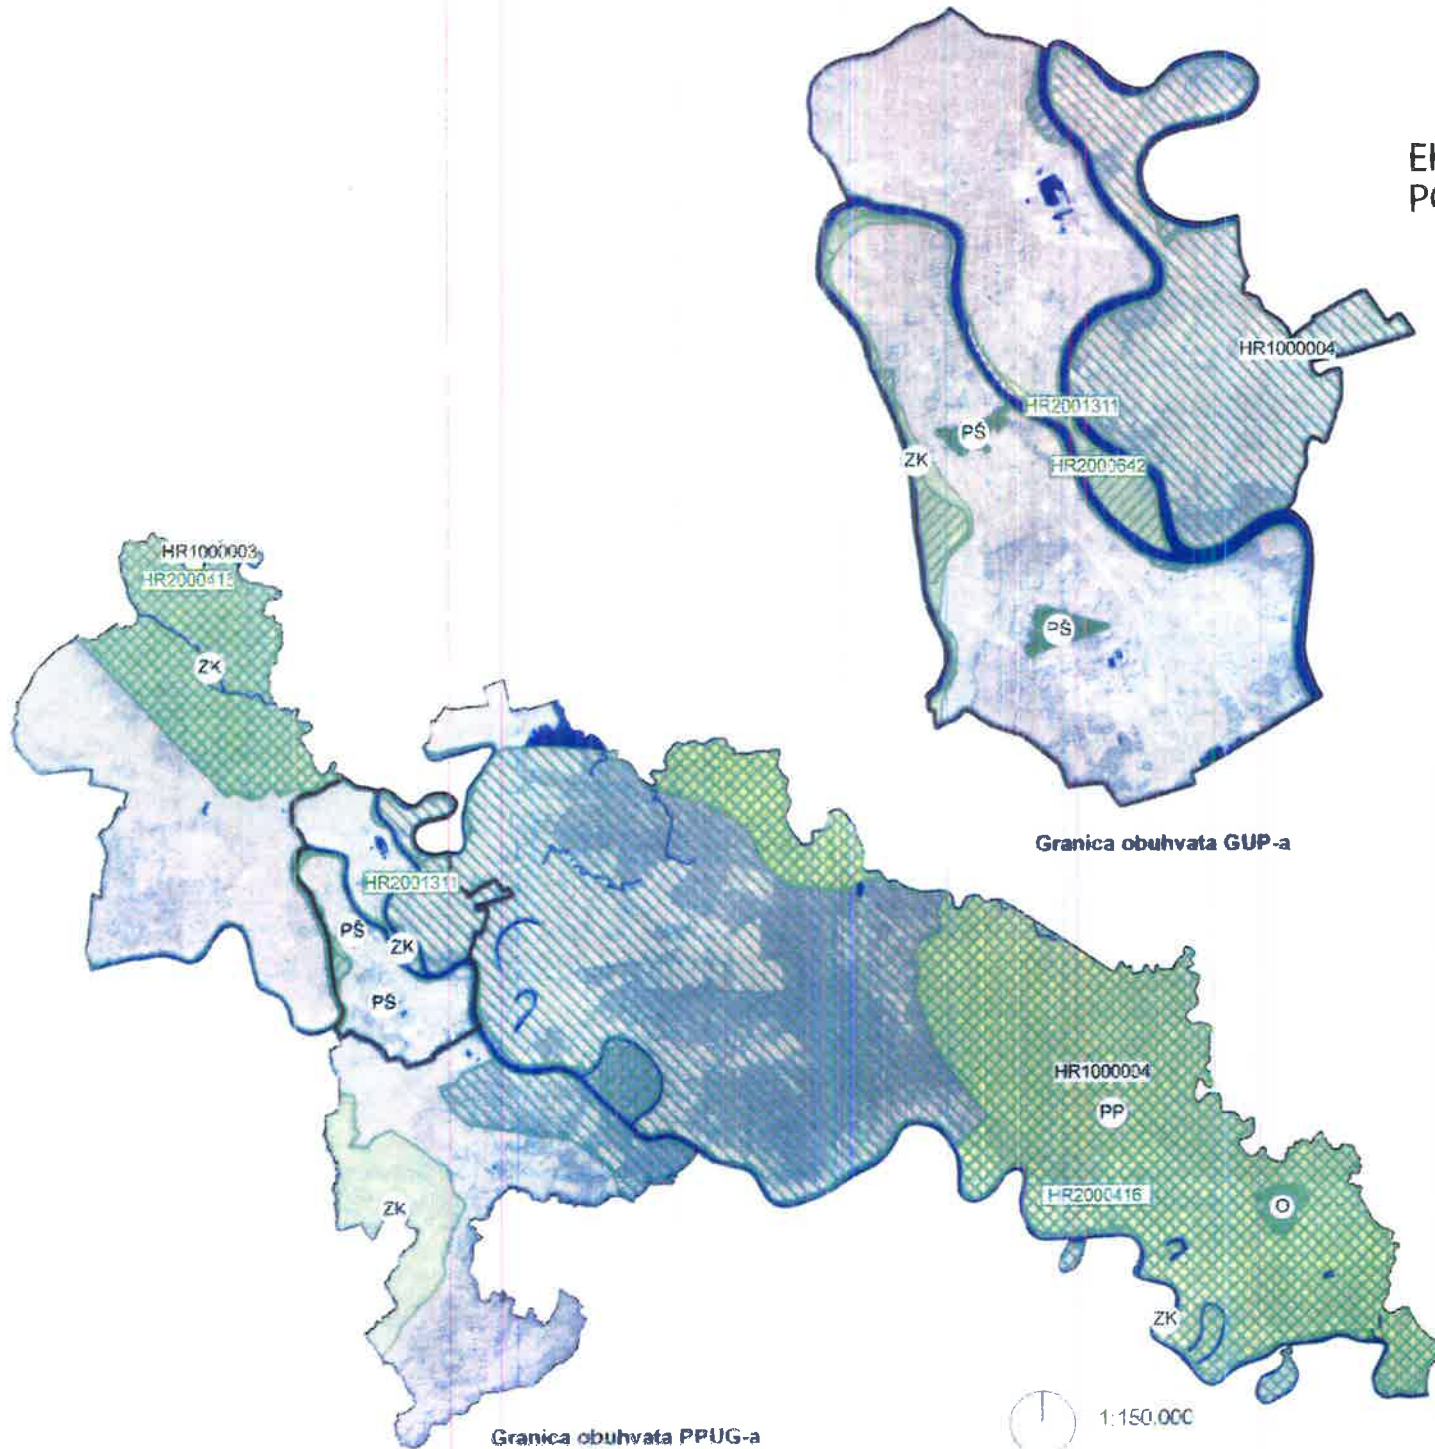 HR1000004
HR2001311
PŠ
ZK
HR2000642
PŠ
Granica obuhvata GUP-a
HR1000003
ZK
HR2001311
PŠ
ZK
PŠ
HR1000004
PP
HR2000416
O
ZK
ZK
1:150.000
Granica obuhvata PPUG-a